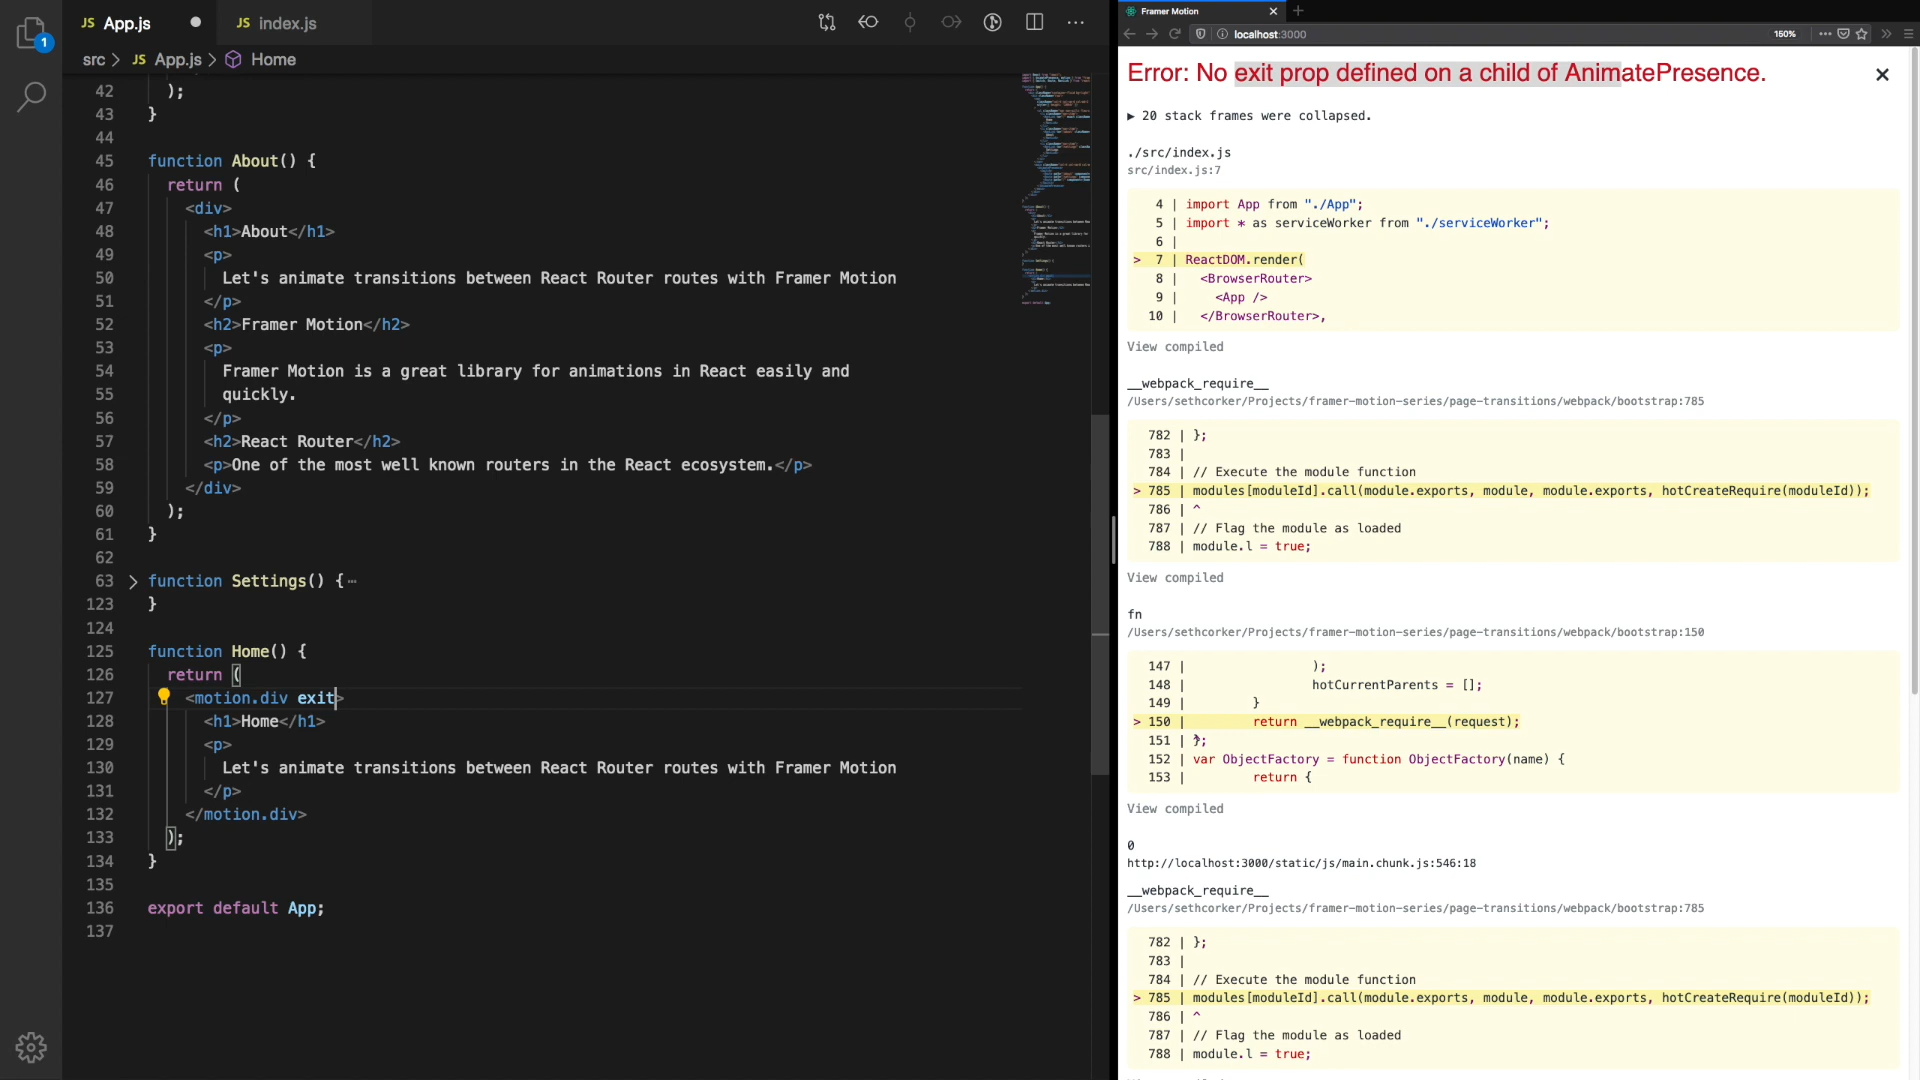 1
JS App.js
JS index.js
src > JS App.js > Home
42 );
43 }
44
45 function About() {
46 return (
47 <div>
48 <h1>About</h1>
49 <p>
50 Let's animate transitions between React Router routes with Framer Motion
51 </p>
52 <h2>Framer Motion</h2>
53 <p>
54 Framer Motion is a great library for animations in React easily and
55 quickly.
56 </p>
57 <h2>React Router</h2>
58 <p>One of the most well known routers in the React ecosystem.</p>
59 </div>
60 );
61 }
62
63 function Settings() {…
123 }
124
125 function Home() {
126 return (
127 <motion.div exit>
128 <h1>Home</h1>
129 <p>
130 Let's animate transitions between React Router routes with Framer Motion
131 </p>
132 </motion.div>
133 );
134 }
135
136 export default App;
137
Framer Motion
localhost:3000
150%
Error: No exit prop defined on a child of AnimatePresence.
▶ 20 stack frames were collapsed.
./src/index.js
src/index.js:7
4 | import App from "./App";
5 | import * as serviceWorker from "./serviceWorker";
6 |
> 7 | ReactDOM.render(
8 | <BrowserRouter>
9 | <App />
10 | </BrowserRouter>,
View compiled
__webpack_require__
/Users/sethcorker/Projects/framer-motion-series/page-transitions/webpack/bootstrap:785
782 | };
783 |
784 | // Execute the module function
> 785 | modules[moduleId].call(module.exports, module, module.exports, hotCreateRequire(moduleId));
786 | ^
787 | // Flag the module as loaded
788 | module.l = true;
View compiled
fn
/Users/sethcorker/Projects/framer-motion-series/page-transitions/webpack/bootstrap:150
147 | );
148 | hotCurrentParents = [];
149 | }
> 150 | return __webpack_require__(request);
151 | };
152 | var ObjectFactory = function ObjectFactory(name) {
153 | return {
View compiled
0
http://localhost:3000/static/js/main.chunk.js:546:18
__webpack_require__
/Users/sethcorker/Projects/framer-motion-series/page-transitions/webpack/bootstrap:785
782 | };
783 |
784 | // Execute the module function
> 785 | modules[moduleId].call(module.exports, module, module.exports, hotCreateRequire(moduleId));
786 | ^
787 | // Flag the module as loaded
788 | module.l = true;